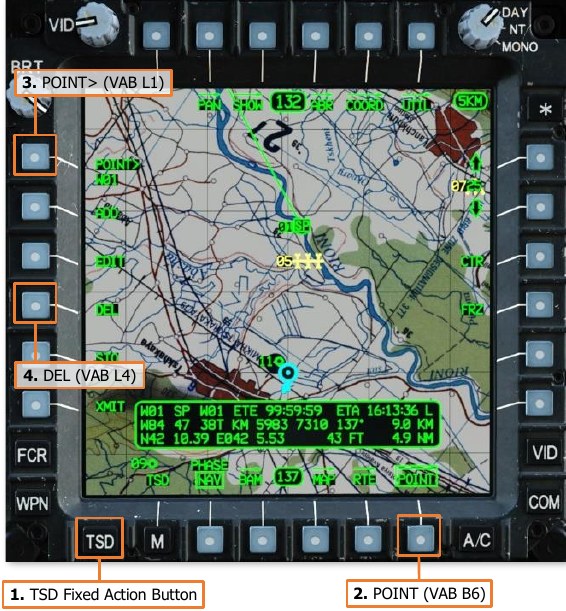 VID
DAY
NT
MONO
BRT
3. POINT> (VAB L1)
PAN SHOW 132 ABR COORD UTIL 5KM
*
POINT>
W01
ADD
EDIT
DEL
STO
XMIT
4. DEL (VAB L4)
CTR
FRZ
01SP
05
RIONI
RIONI
W01 SP W01 ETE 99:59:59 ETA 16:13:36 L
W84 47 38T KM 5983 7310 137° 9.0 KM
N42 10.39 E042 5.53 43 FT 4.9 NM
090
TSD
PHASE
NAV BAM 137 MAP RTE POINT
FCR
WPN
VID
COM
TSD
M
A/C
1. TSD Fixed Action Button
2. POINT (VAB B6)